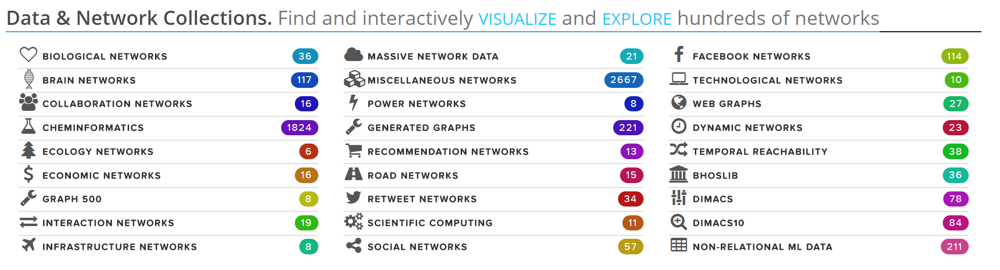 Data & Network Collections. Find and interactively VISUALIZE and EXPLORE hundreds of networks
BIOLOGICAL NETWORKS 36
BRAIN NETWORKS 117
COLLABORATION NETWORKS 16
CHEMINFORMATICS 1824
ECOLOGY NETWORKS 6
ECONOMIC NETWORKS 16
GRAPH 500 8
INTERACTION NETWORKS 19
INFRASTRUCTURE NETWORKS 8
MASSIVE NETWORK DATA 21
MISCELLANEOUS NETWORKS 2667
POWER NETWORKS 8
GENERATED GRAPHS 221
RECOMMENDATION NETWORKS 13
ROAD NETWORKS 15
RETWEET NETWORKS 34
SCIENTIFIC COMPUTING 11
SOCIAL NETWORKS 57
FACEBOOK NETWORKS 114
TECHNOLOGICAL NETWORKS 10
WEB GRAPHS 27
DYNAMIC NETWORKS 23
TEMPORAL REACHABILITY 38
BHOSLIB 36
DIMACS 78
DIMACS10 84
NON-RELATIONAL ML DATA 211